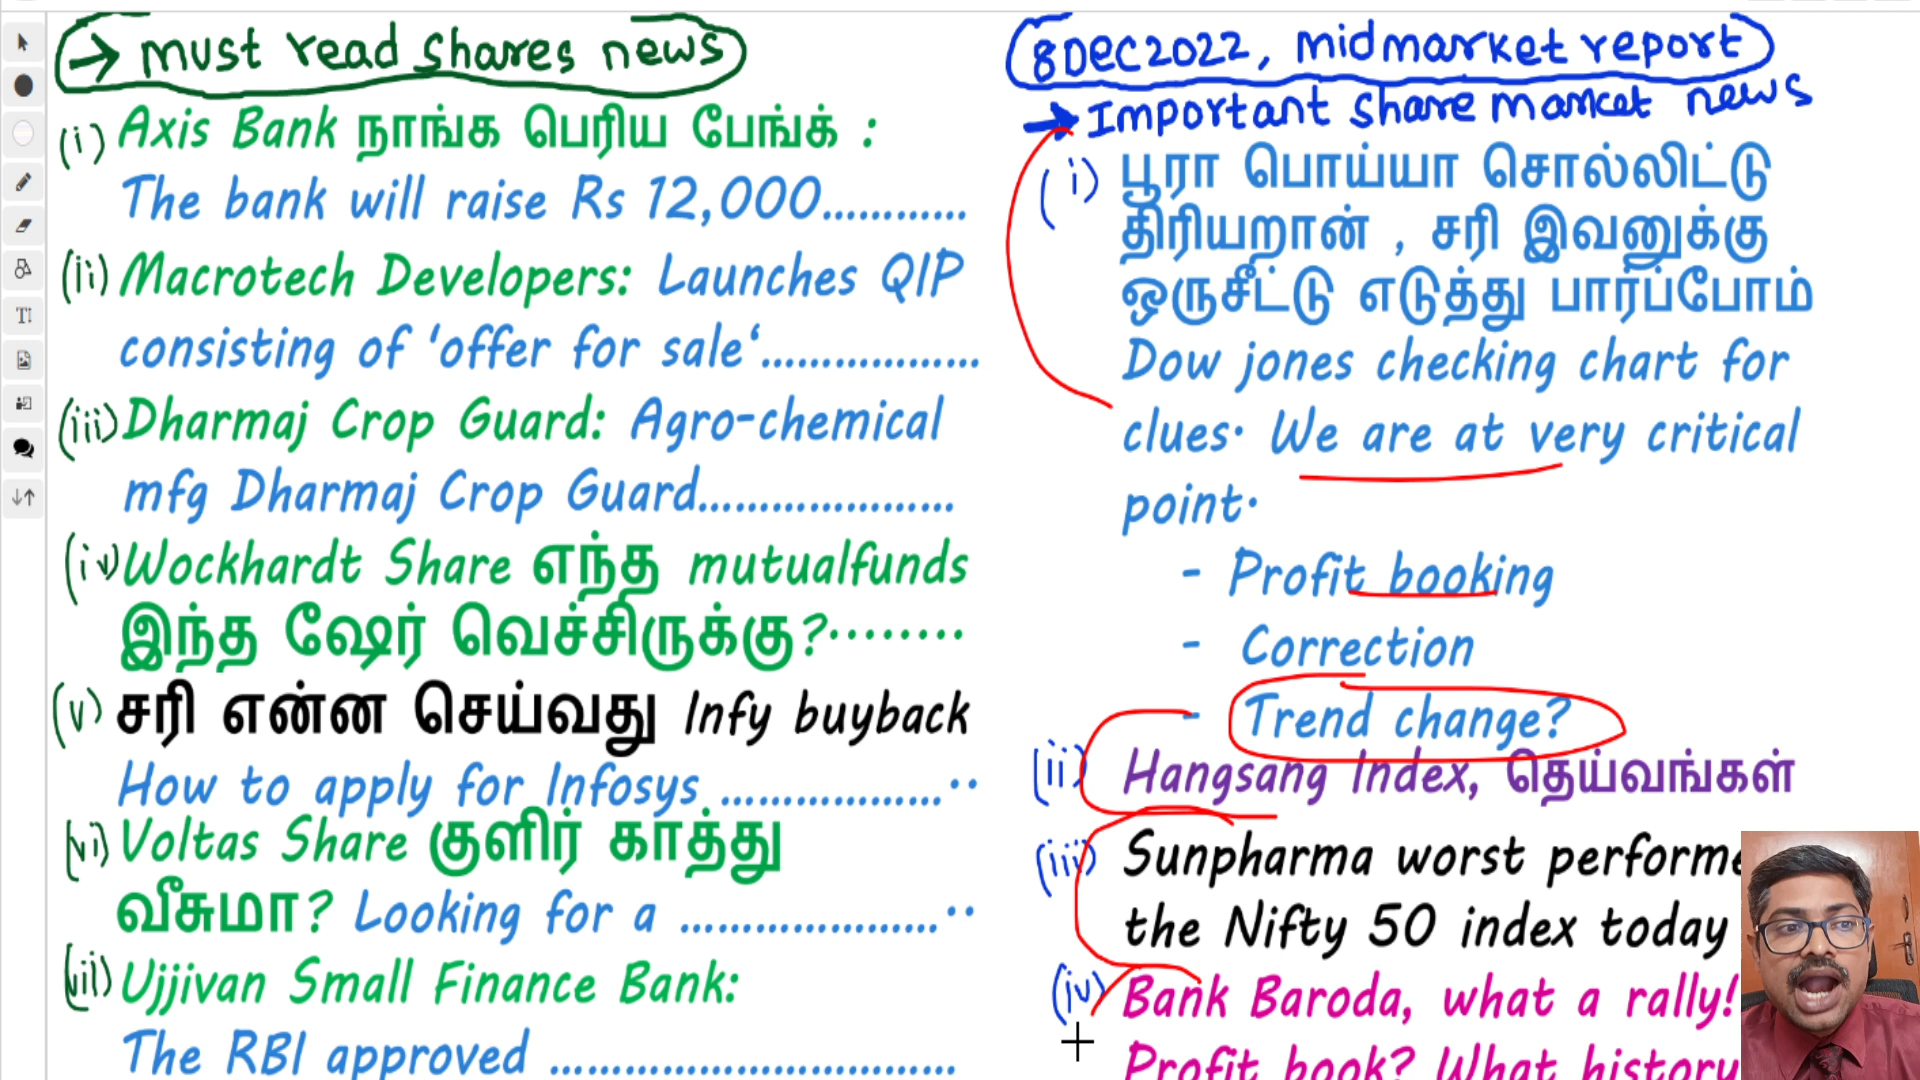 → must read shares news
(i) Axis Bank நாங்க பெரிய பேங்க் :
The bank will raise Rs 12,000............
(ii) Macrotech Developers: Launches QIP
consisting of 'offer for sale'..................
(iii) Dharmaj Crop Guard: Agro-chemical
mfg Dharmaj Crop Guard.....................
(iv) Wockhardt Share எந்த mutualfunds
இந்த ஷேர் வெச்சிருக்கு?........
(v) சரி என்ன செய்வது Infy buyback
How to apply for Infosys ....................
(vi) Voltas Share குளிர் காத்து
வீசுமா? Looking for a .......................
(vii) Ujjivan Small Finance Bank:
The RBI approved .................................
8 DEC 2022, midmarket report
→ Important share market news
(i) பூரா பொய்யா சொல்லிட்டு
திரியறான் , சரி இவனுக்கு
ஒருசீட்டு எடுத்து பார்ப்போம்
Dow jones checking chart for
clues. We are at very critical
point.
- Profit booking
- Correction
- Trend change?
(ii) Hangsang Index, தெய்வங்கள்
(iii) Sunpharma worst performe
the Nifty 50 index today
(iv) Bank Baroda, what a rally!
Profit book? What history